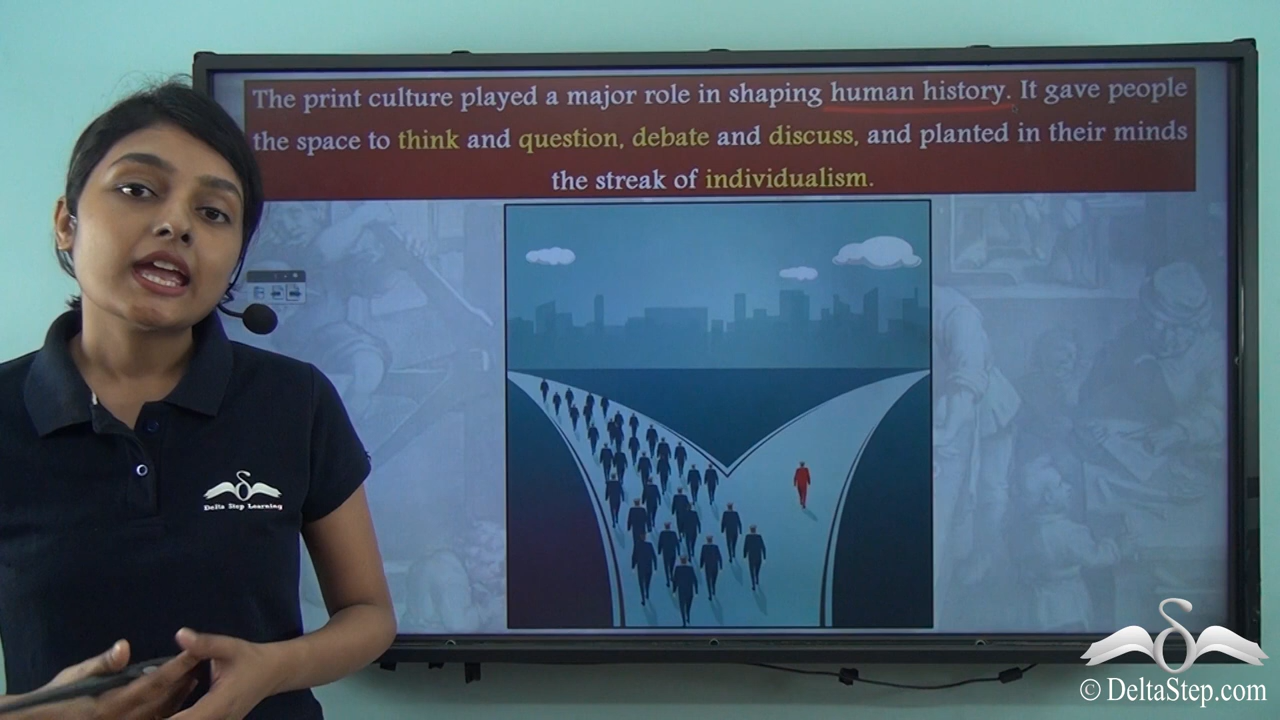 The print culture played a major role in shaping human history. It gave people
the space to think and question, debate and discuss, and planted in their minds
the streak of individualism.
Delta Step Learning
© DeltaStep.com